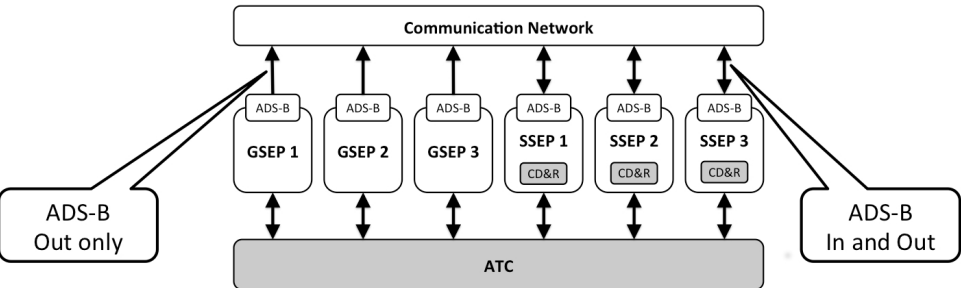 Communication Network
ADS-B
ADS-B
ADS-B
ADS-B
ADS-B
ADS-B
GSEP 1
GSEP 2
GSEP 3
SSEP 1
SSEP 2
SSEP 3
CD&R
CD&R
CD&R
ADS-B
Out only
ADS-B
In and Out
ATC